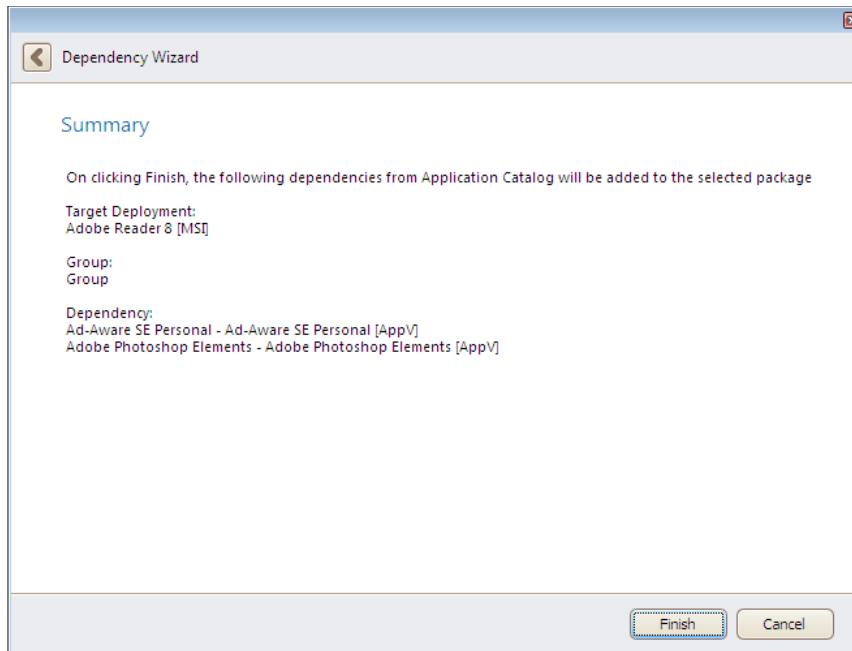 Dependency Wizard
Summary
On clicking Finish, the following dependencies from Application Catalog will be added to the selected package
Target Deployment:
Adobe Reader 8 [MSI]
Group:
Group
Dependency:
Ad-Aware SE Personal - Ad-Aware SE Personal [AppV]
Adobe Photoshop Elements - Adobe Photoshop Elements [AppV]
Finish
Cancel